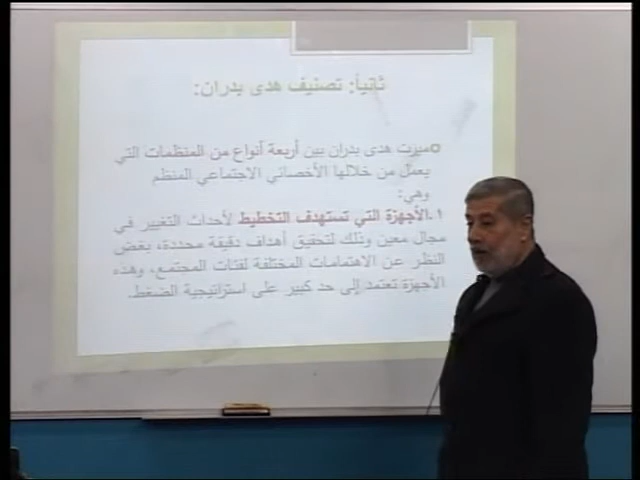 ثانياً: تصنيف هدى بدران:
ميزت هدى بدران بين أربعة أنواع من المنظمات التي
يعمل من خلالها الأخصائي الاجتماعي المنظم
وهي:
١.الأجهزة التي تستهدف التخطيط لأحداث التغيير في
مجال معين وذلك لتحقيق أهداف دقيقة محددة، بغض
النظر عن الاهتمامات المختلفة لفئات المجتمع، وهذه
الأجهزة تعتمد إلى حد كبير على استراتيجية الضغط.